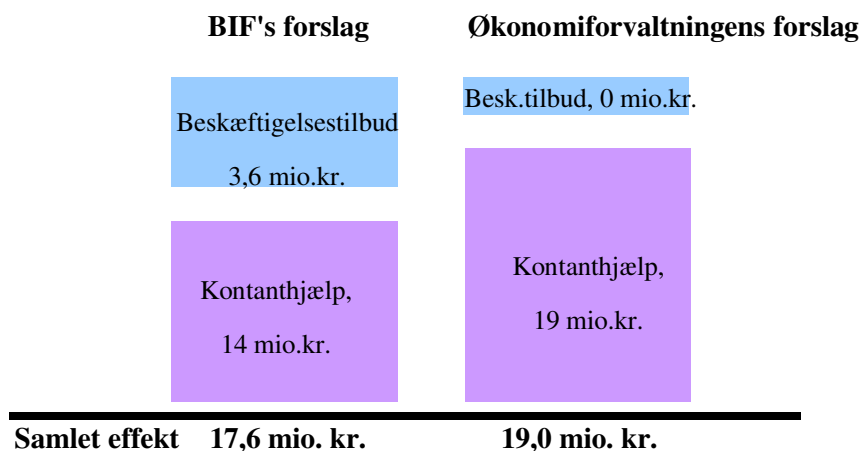 BIF's forslag
Økonomiforvaltningens forslag
Beskæftigelsestilbud
3,6 mio.kr.
Besk.tilbud, 0 mio.kr.
Kontanthjælp,
14 mio.kr.
Kontanthjælp,
19 mio.kr.
Samlet effekt 17,6 mio. kr. 19,0 mio. kr.